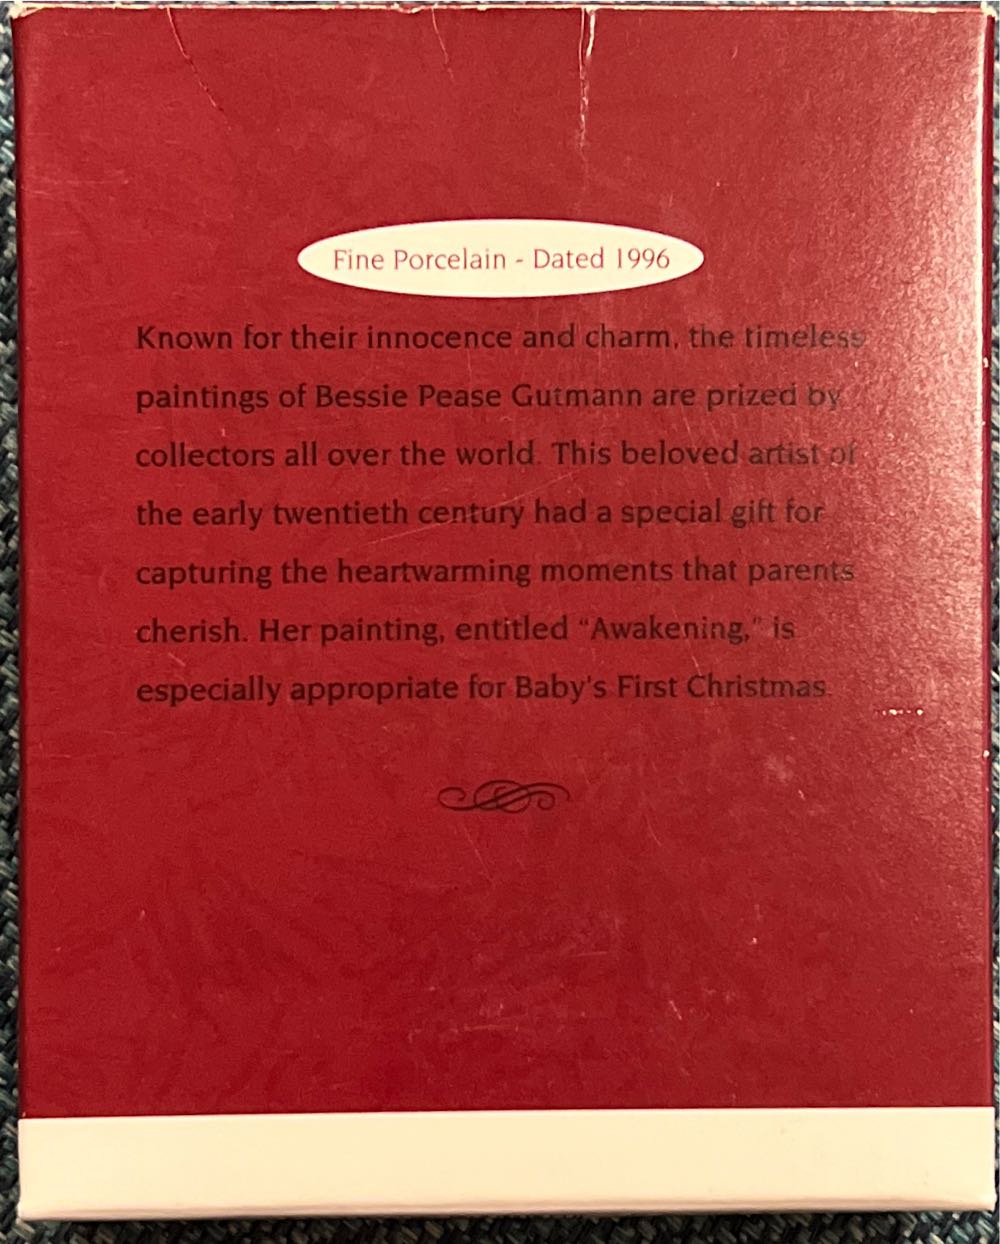 Fine Porcelain - Dated 1996
Known for their innocence and charm, the timeless
paintings of Bessie Pease Gutmann are prized by
collectors all over the world. This beloved artist of
the early twentieth century had a special gift for
capturing the heartwarming moments that parents
cherish. Her painting, entitled “Awakening,” is
especially appropriate for Baby's First Christmas.